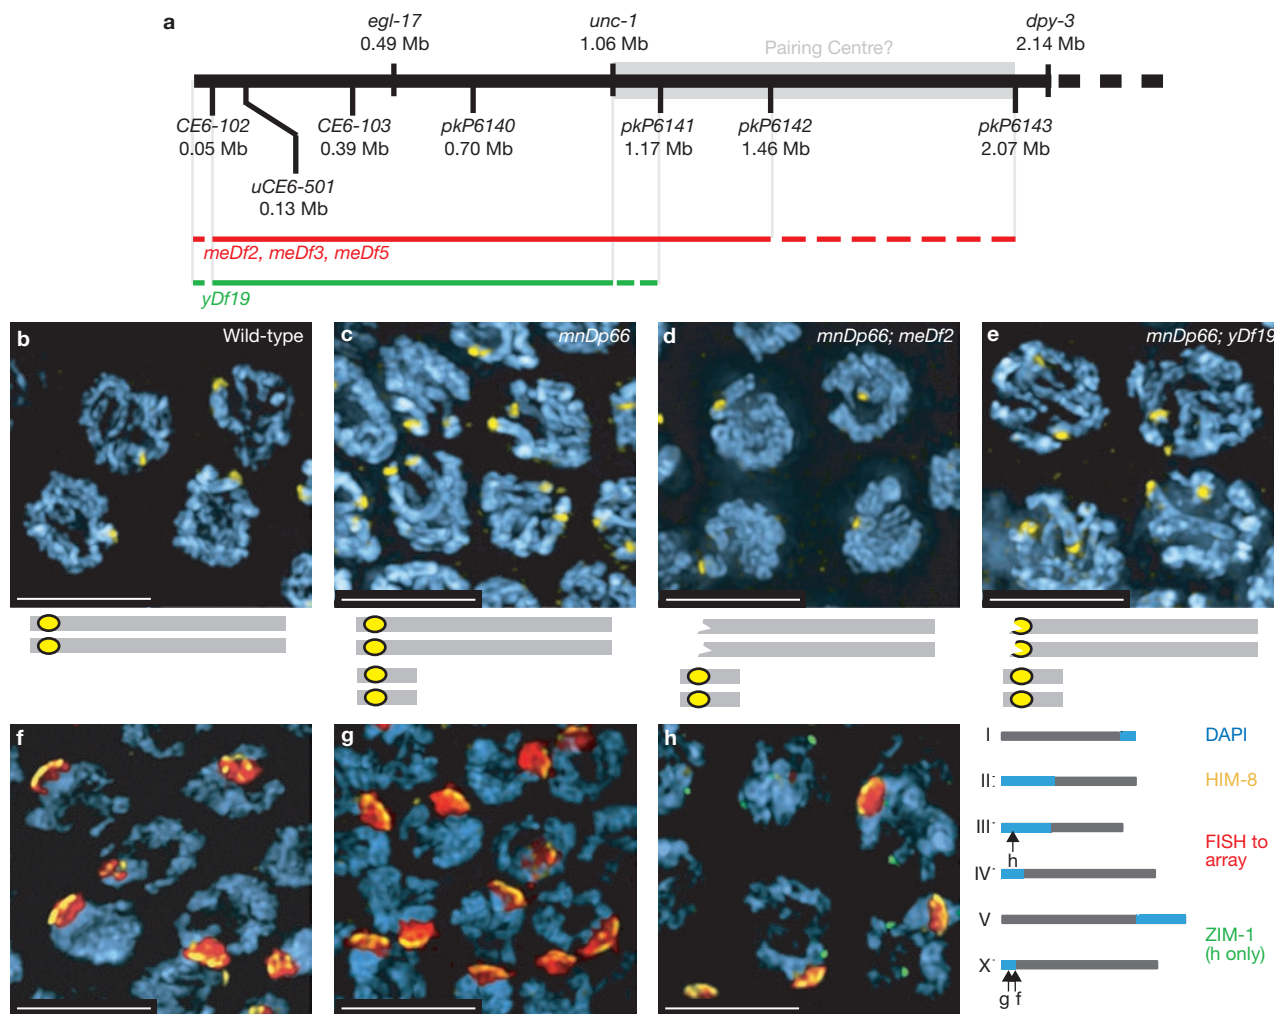 a
egl-17
0.49 Mb
unc-1
1.06 Mb
dpy-3
2.14 Mb
Pairing Centre?
CE6-102
0.05 Mb
CE6-103
0.39 Mb
pkP6140
0.70 Mb
pkP6141
1.17 Mb
pkP6142
1.46 Mb
pkP6143
2.07 Mb
uCE6-501
0.13 Mb
meDf2, meDf3, meDf5
yDf19
b
Wild-type
c
mnDp66
d
mnDp66; meDf2
e
mnDp66; yDf19
f
g
h
I
II
III
h
IV
V
X
g f
DAPI
HIM-8
FISH to
array
ZIM-1
(h only)